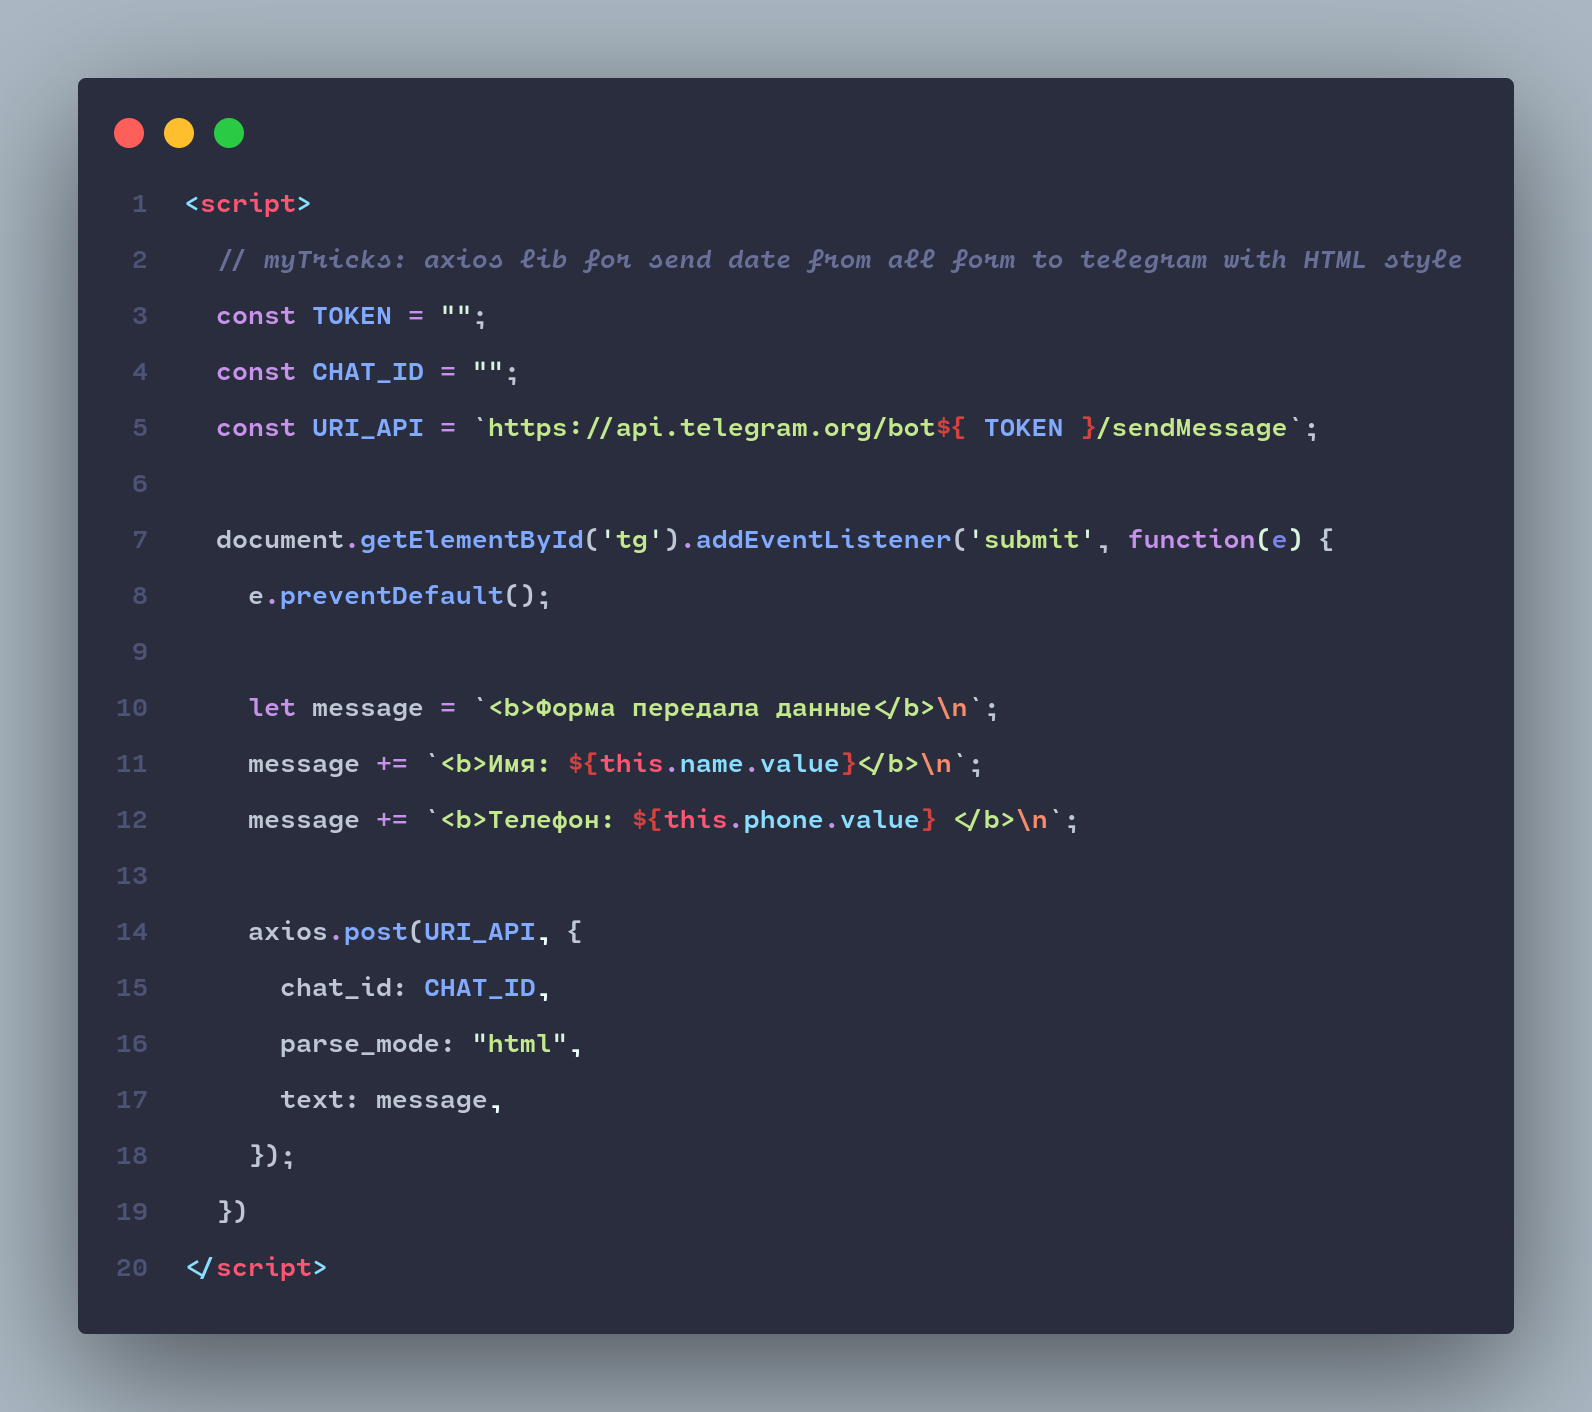 1 <script>
2 // myTricks: axios lib for send date from all form to telegram with HTML style
3 const TOKEN = "";
4 const CHAT_ID = "";
5 const URI_API = `https://api.telegram.org/bot${ TOKEN }/sendMessage`;
6
7 document.getElementById('tg').addEventListener('submit', function(e) {
8 e.preventDefault();
9
10 let message = `<b>Форма передала данные</b>\n`;
11 message += `<b>Имя: ${this.name.value}</b>\n`;
12 message += `<b>Телефон: ${this.phone.value} </b>\n`;
13
14 axios.post(URI_API, {
15 chat_id: CHAT_ID,
16 parse_mode: "html",
17 text: message,
18 });
19 })
20 </script>